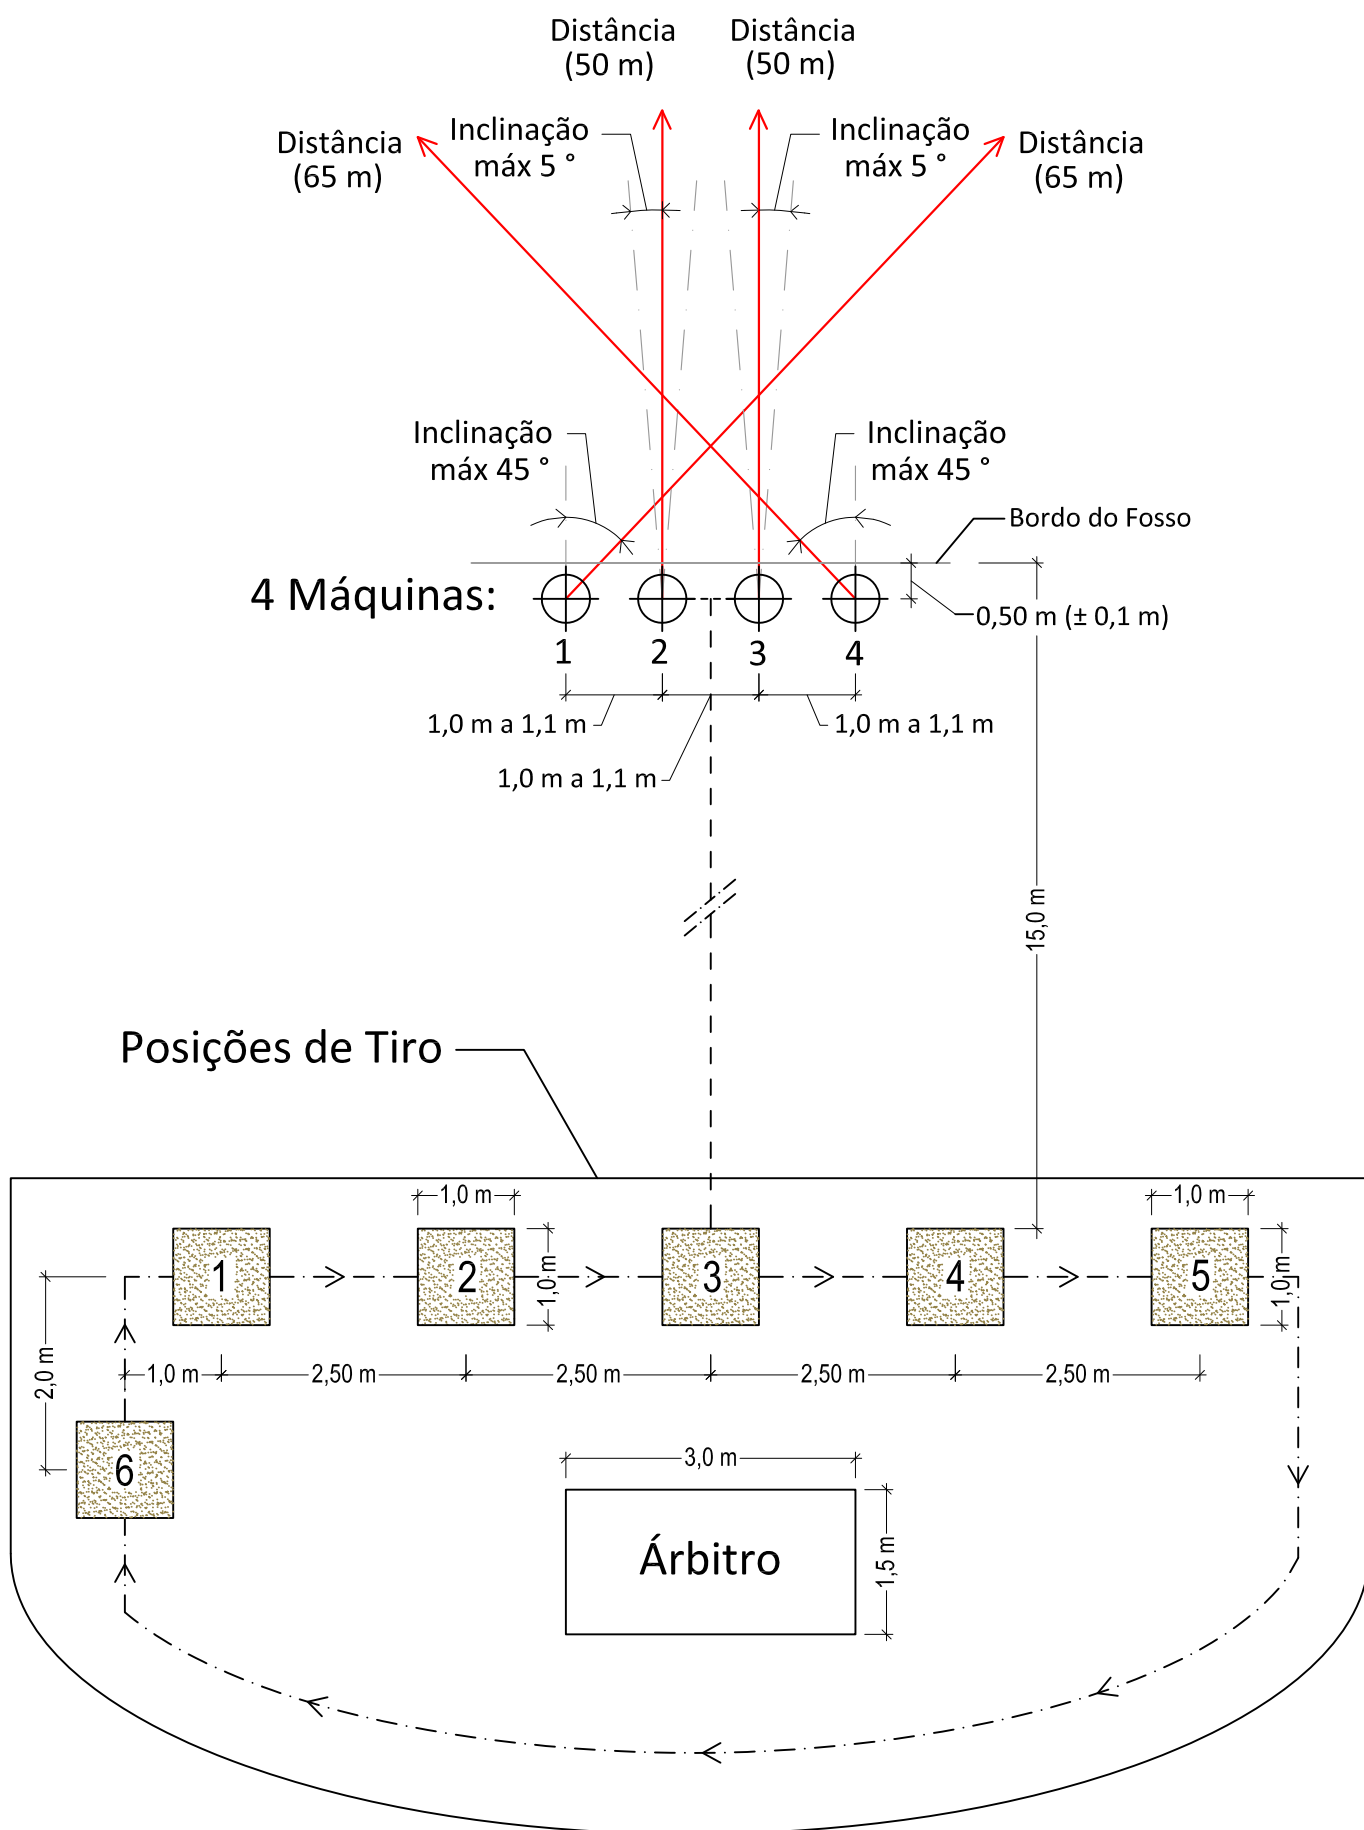 Distância
(50 m)
Distância
(50 m)
Distância
(65 m)
Inclinação
máx 5 °
Inclinação
máx 5 °
Distância
(65 m)
Inclinação
máx 45 °
Inclinação
máx 45 °
Bordo do Fosso
4 Máquinas:
0,50 m (± 0,1 m)
1
2
3
4
1,0 m a 1,1 m
1,0 m a 1,1 m
1,0 m a 1,1 m
15,0 m
Posições de Tiro
1,0 m
1,0 m
1
2
1,0 m
3
4
5
1,0 m
2,0 m
1,0 m
2,50 m
2,50 m
2,50 m
2,50 m
6
3,0 m
Árbitro
1,5 m